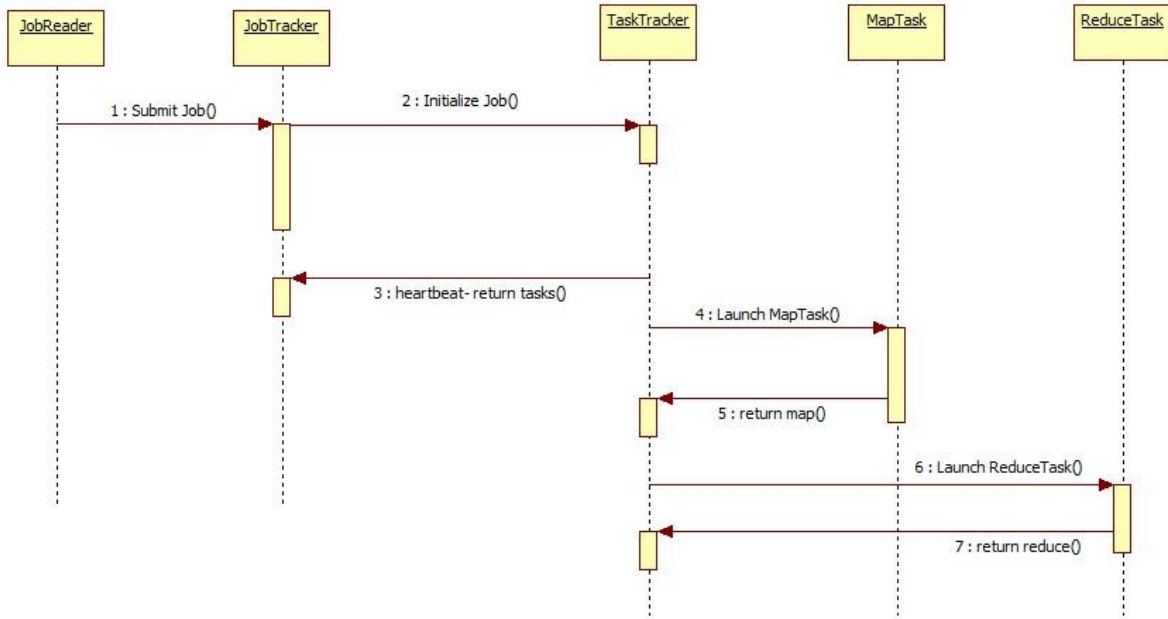 JobReader
JobTracker
TaskTracker
MapTask
ReduceTask
1 : Submit Job()
2 : Initialize Job()
3 : heartbeat- return tasks()
4 : Launch MapTask()
5 : return map()
6 : Launch ReduceTask()
7 : return reduce()